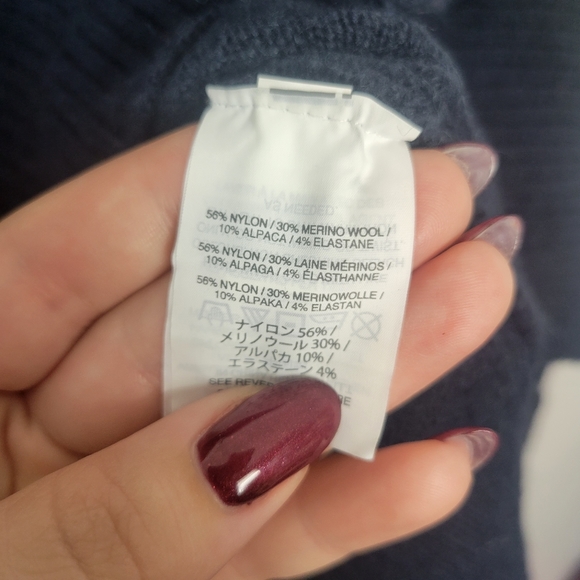 56% NYLON / 30% MERINO WOOL /
10% ALPACA / 4% ELASTANE
56% NYLON / 30% LAINE MÉRINOS /
10% ALPAGA / 4% ÉLASTHANNE
56% NYLON / 30% MERINOWOLLE /
10% ALPAKA / 4% ELASTAN
ナイロン 56% /
メリノウール 30% /
アルパカ 10% /
エラステーン 4%
SEE REVER